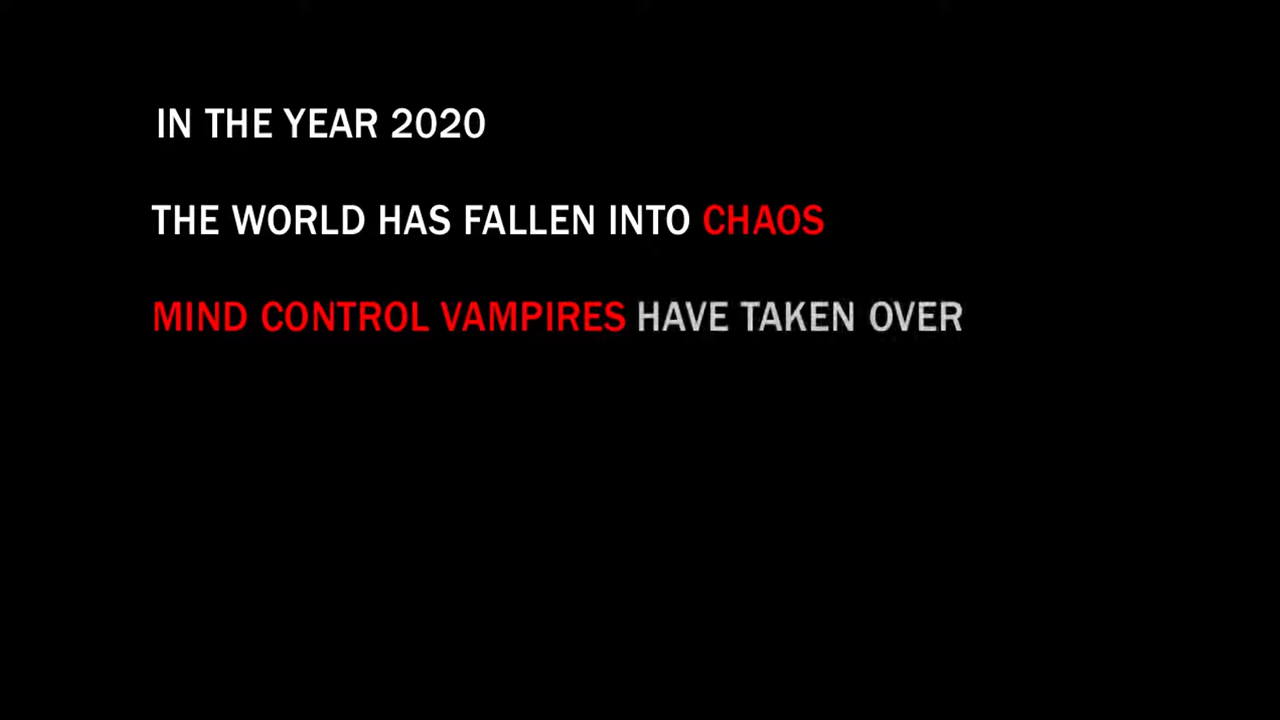 IN THE YEAR 2020
THE WORLD HAS FALLEN INTO CHAOS
MIND CONTROL VAMPIRES HAVE TAKEN OVER